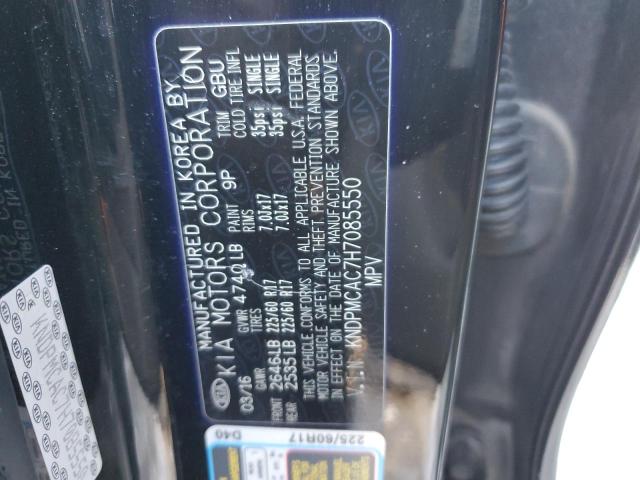 MANUFACTURED IN KOREA BY
KIA KIA MOTORS CORPORATION
03/16 GVWR 4740LB PAINT 9P TRIM GBU
GAWR TIRES RIMS COLD TIRE INFL
FRONT 2646LB 225/60 R17 7.0Jx17 35psi SINGLE
REAR 2535LB 225/60 R17 7.0Jx17 35psi SINGLE
THIS VEHICLE CONFORMS TO ALL APPLICABLE U.S.A. FEDERAL
MOTOR VEHICLE SAFETY AND THEFT PREVENTION STANDARDS
IN EFFECT ON THE DATE OF MANUFACTURE SHOWN ABOVE.
V.I.N: KNDPMCAC7H7085550
MPV
D40
225/60R17